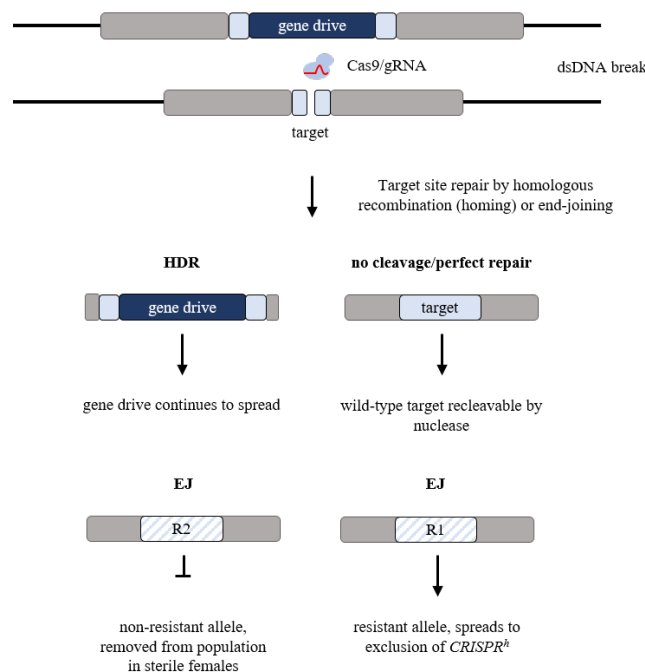 gene drive
Cas9/gRNA
dsDNA break
target
Target site repair by homologous
recombination (homing) or end-joining
HDR
no cleavage/perfect repair
gene drive
target
gene drive continues to spread
wild-type target recleavable by
nuclease
EJ
EJ
R2
R1
non-resistant allele,
removed from population
in sterile females
resistant allele, spreads to
exclusion of CRISPRʰ